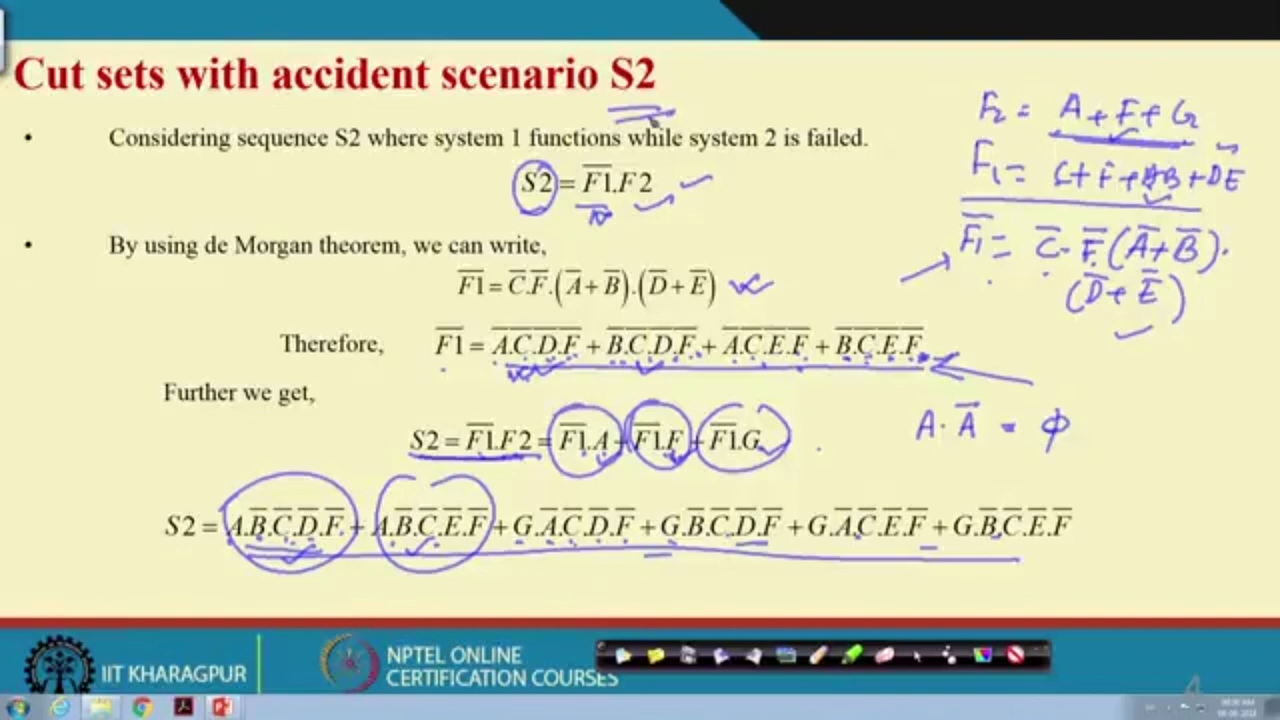 Cut sets with accident scenario S2
• Considering sequence S2 where system 1 functions while system 2 is failed.
S2 = F̅1̅.F2
• By using de Morgan theorem, we can write,
F̅1̅ = C̅.F̅.(A̅ + B̅).(D̅ + E̅)
Therefore, F̅1̅ = A̅.C̅.D̅.F̅ + B̅.C̅.D̅.F̅ + A̅.C̅.E̅.F̅ + B̅.C̅.E̅.F̅
Further we get,
S2 = F̅1̅.F2 = F̅1̅.A + F̅1̅.F + F̅1̅.G
S2 = A.B̅.C̅.D̅.F̅ + A.B̅.C̅.E̅.F̅ + G.A̅.C̅.D̅.F̅ + G.B̅.C̅.D̅.F̅ + G.A̅.C̅.E̅.F̅ + G.B̅.C̅.E̅.F̅
F2 = A + F + G
F1 = C + F + AB + DE
F̅1̅ = C̅. F̅.(A̅+B̅).
(D̅+E̅)
A. A̅ = ϕ
IIT KHARAGPUR
NPTEL ONLINE
CERTIFICATION COURSES
4